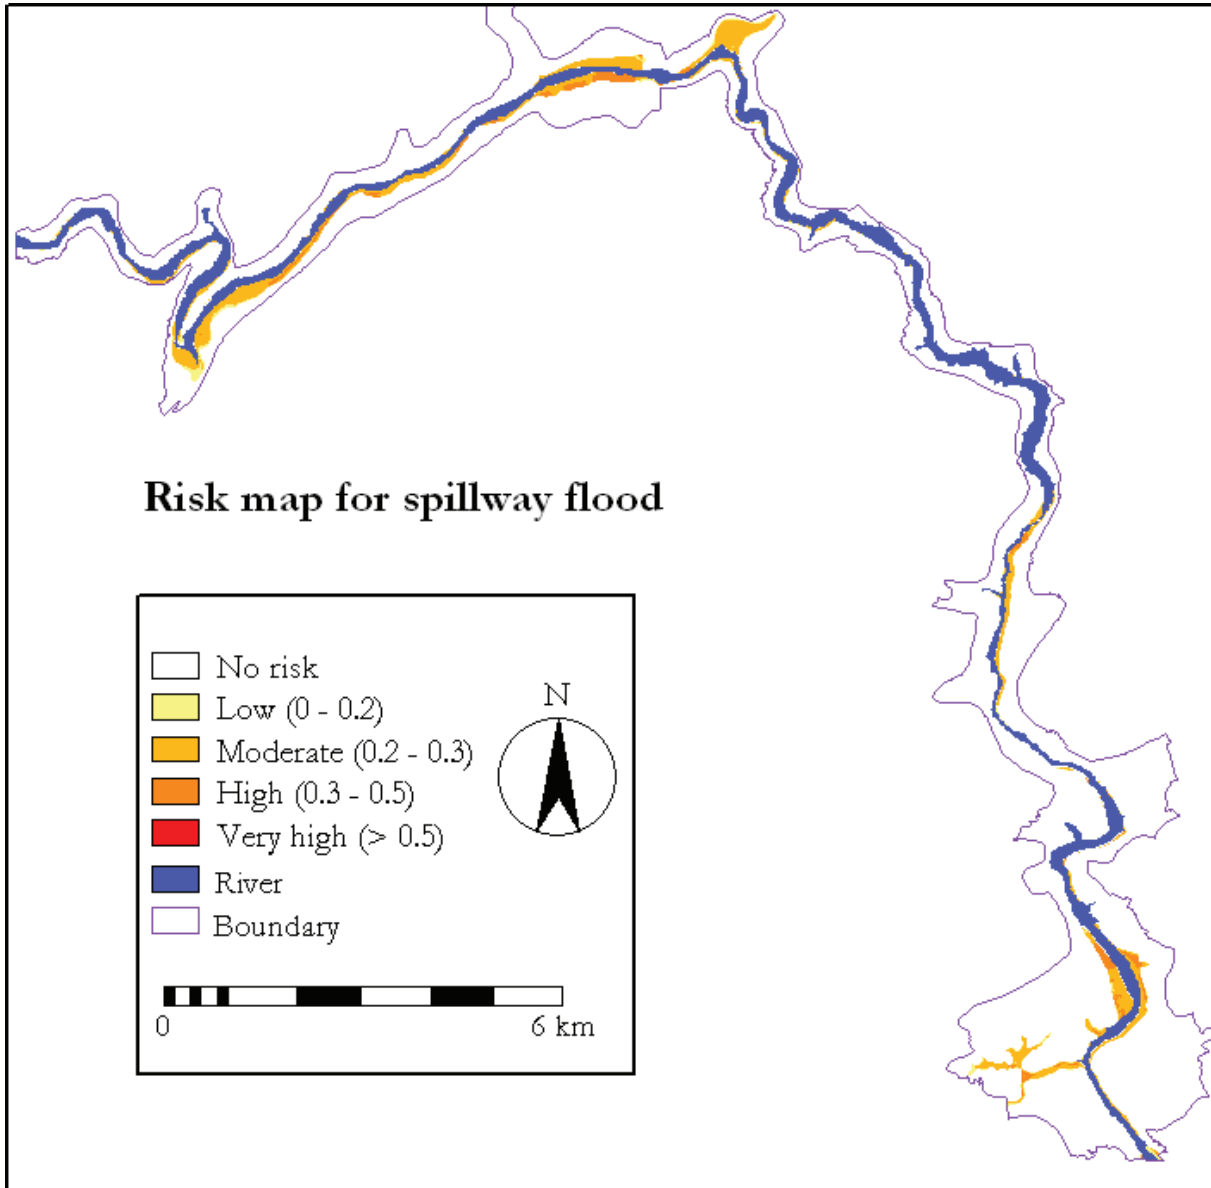 Risk map for spillway flood
No risk
Low (0 - 0.2)
Moderate (0.2 - 0.3)
High (0.3 - 0.5)
Very high (> 0.5)
River
Boundary
N
0 6 km